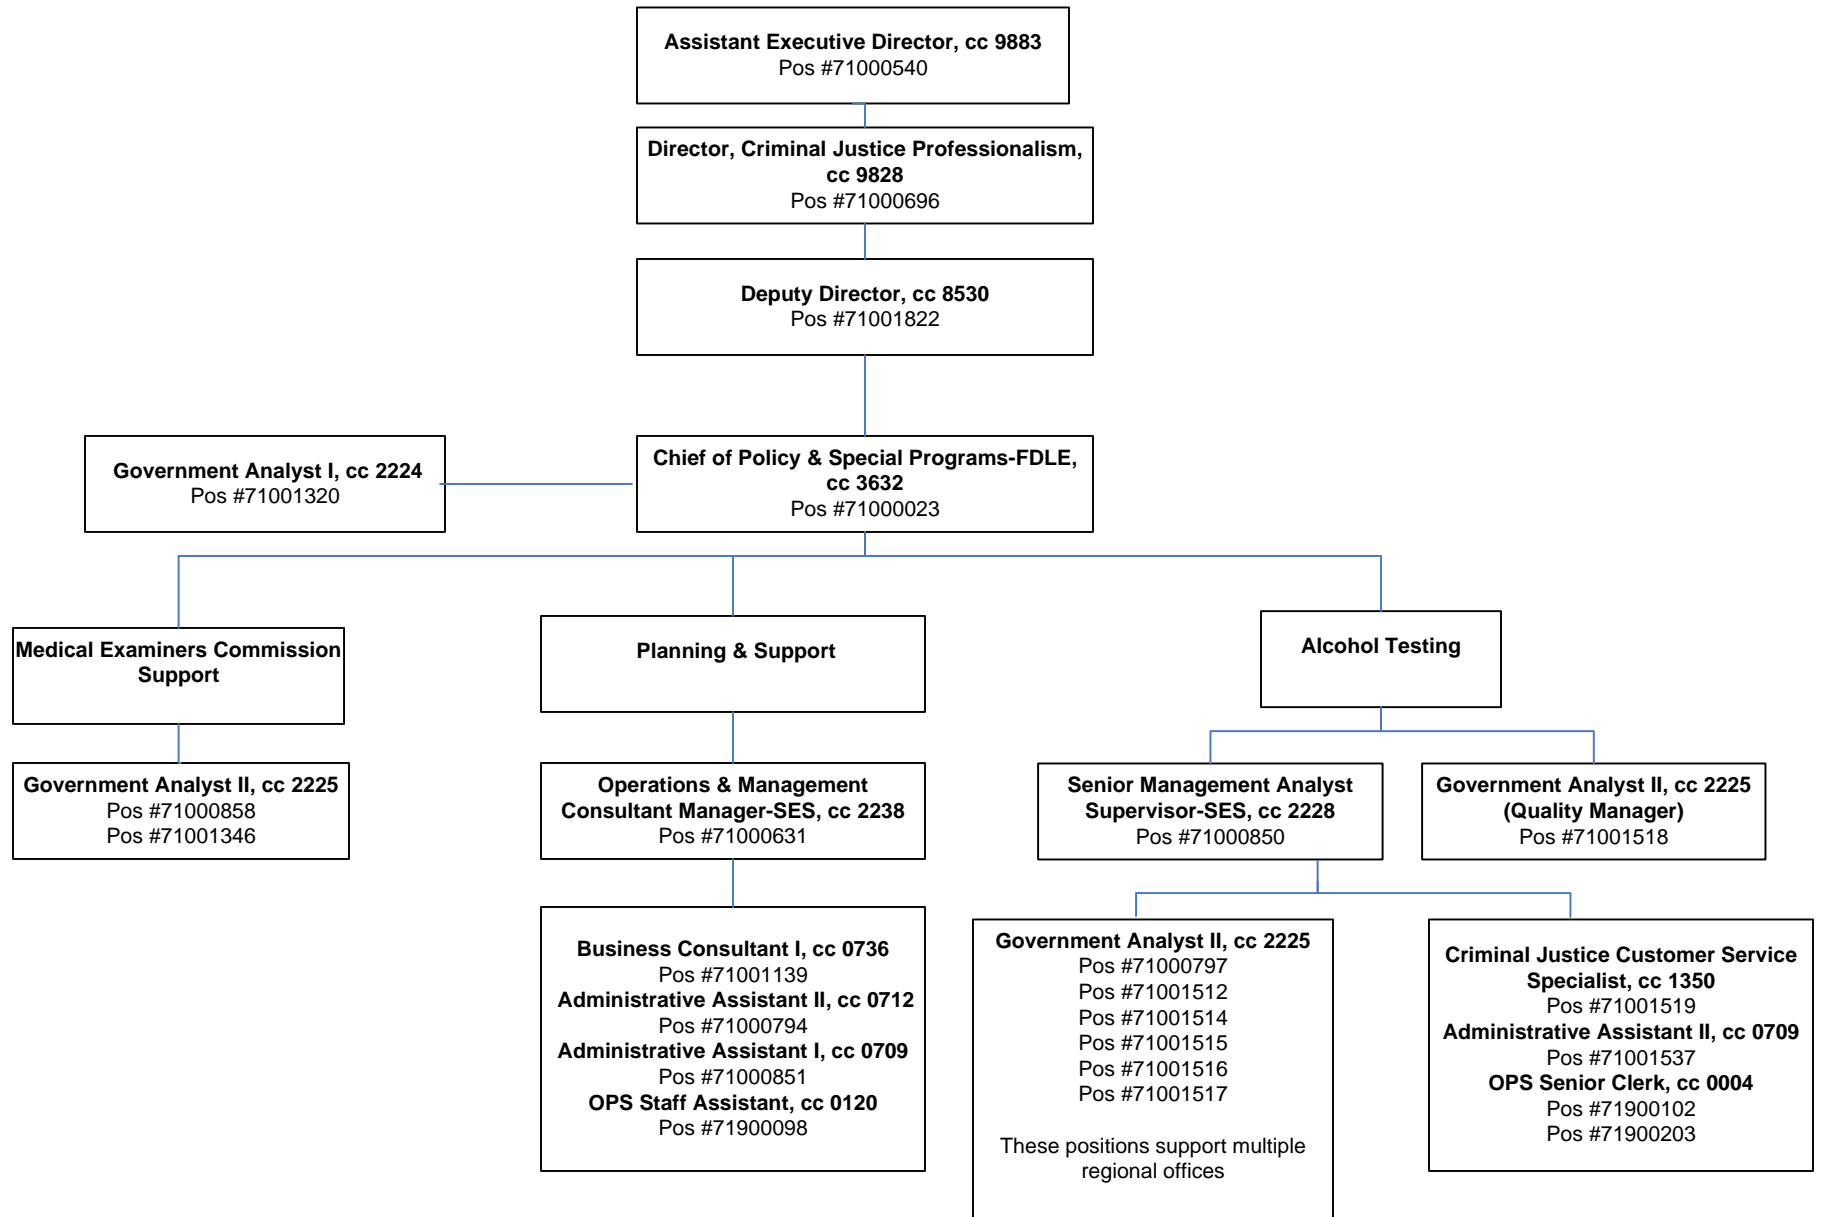 Assistant Executive Director, cc 9883
Pos #71000540
Director, Criminal Justice Professionalism,
cc 9828
Pos #71000696
Deputy Director, cc 8530
Pos #71001822
Government Analyst I, cc 2224
Pos #71001320
Chief of Policy & Special Programs-FDLE,
cc 3632
Pos #71000023
Medical Examiners Commission
Support
Planning & Support
Alcohol Testing
Government Analyst II, cc 2225
Pos #71000858
Pos #71001346
Operations & Management
Consultant Manager-SES, cc 2238
Pos #71000631
Senior Management Analyst
Supervisor-SES, cc 2228
Pos #71000850
Government Analyst II, cc 2225
(Quality Manager)
Pos #71001518
Business Consultant I, cc 0736
Pos #71001139
Administrative Assistant II, cc 0712
Pos #71000794
Administrative Assistant I, cc 0709
Pos #71000851
OPS Staff Assistant, cc 0120
Pos #71900098
Government Analyst II, cc 2225
Pos #71000797
Pos #71001512
Pos #71001514
Pos #71001515
Pos #71001516
Pos #71001517
These positions support multiple
regional offices
Criminal Justice Customer Service
Specialist, cc 1350
Pos #71001519
Administrative Assistant II, cc 0709
Pos #71001537
OPS Senior Clerk, cc 0004
Pos #71900102
Pos #71900203